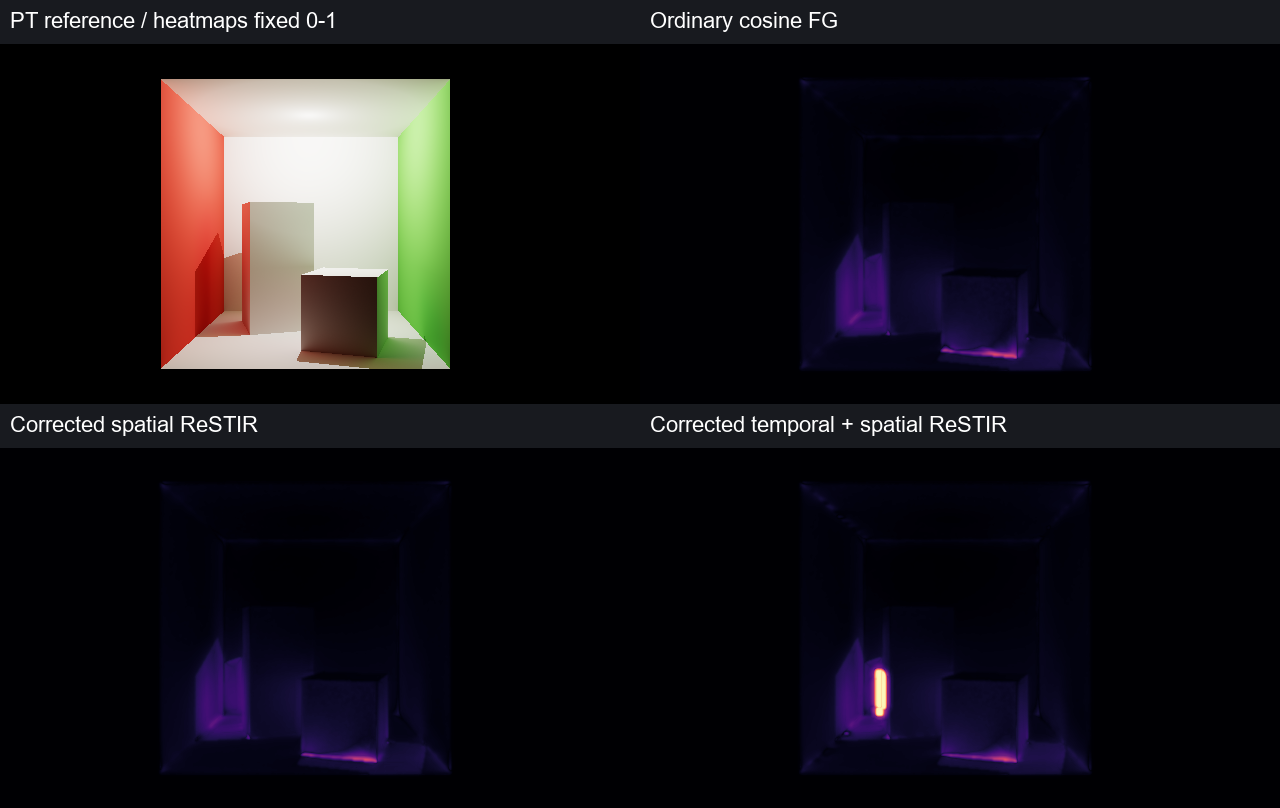 PT reference / heatmaps fixed 0-1
Ordinary cosine FG
Corrected spatial ReSTIR
Corrected temporal + spatial ReSTIR